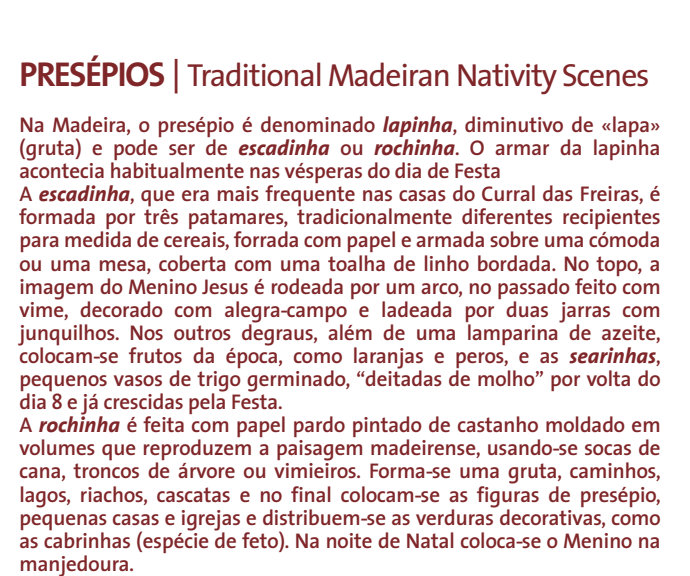 PRESÉPIOS | Traditional Madeiran Nativity Scenes
Na Madeira, o presépio é denominado lapinha, diminutivo de «lapa»
(gruta) e pode ser de escadinha ou rochinha. O armar da lapinha
acontecia habitualmente nas vésperas do dia de Festa
A escadinha, que era mais frequente nas casas do Curral das Freiras, é
formada por três patamares, tradicionalmente diferentes recipientes
para medida de cereais, forrada com papel e armada sobre uma cómoda
ou uma mesa, coberta com uma toalha de linho bordada. No topo, a
imagem do Menino Jesus é rodeada por um arco, no passado feito com
vime, decorado com alegra-campo e ladeada por duas jarras com
junquilhos. Nos outros degraus, além de uma lamparina de azeite,
colocam-se frutos da época, como laranjas e peros, e as searinhas,
pequenos vasos de trigo germinado, “deitadas de molho” por volta do
dia 8 e já crescidas pela Festa.
A rochinha é feita com papel pardo pintado de castanho moldado em
volumes que reproduzem a paisagem madeirense, usando-se socas de
cana, troncos de árvore ou vimieiros. Forma-se uma gruta, caminhos,
lagos, riachos, cascatas e no final colocam-se as figuras de presépio,
pequenas casas e igrejas e distribuem-se as verduras decorativas, como
as cabrinhas (espécie de feto). Na noite de Natal coloca-se o Menino na
manjedoura.